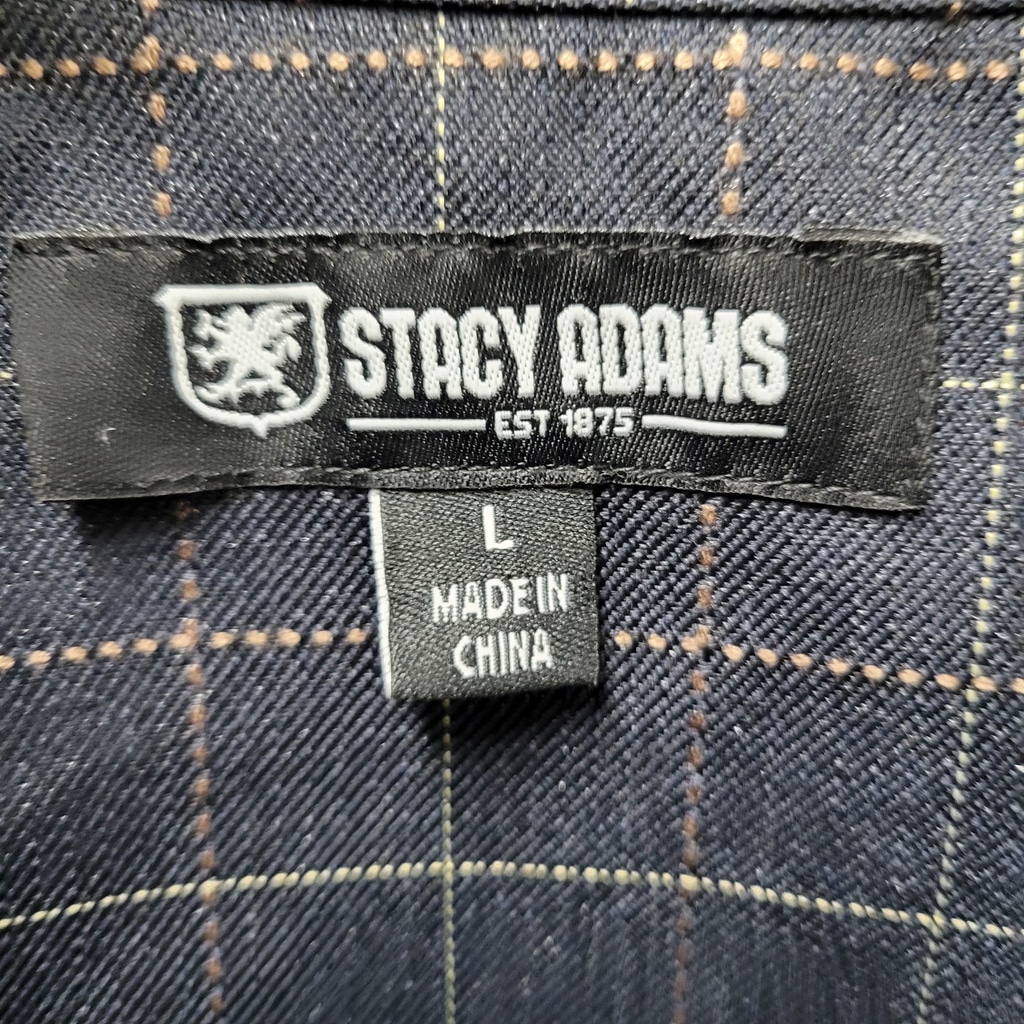 STACY ADAMS
EST 1875
L
MADE IN
CHINA